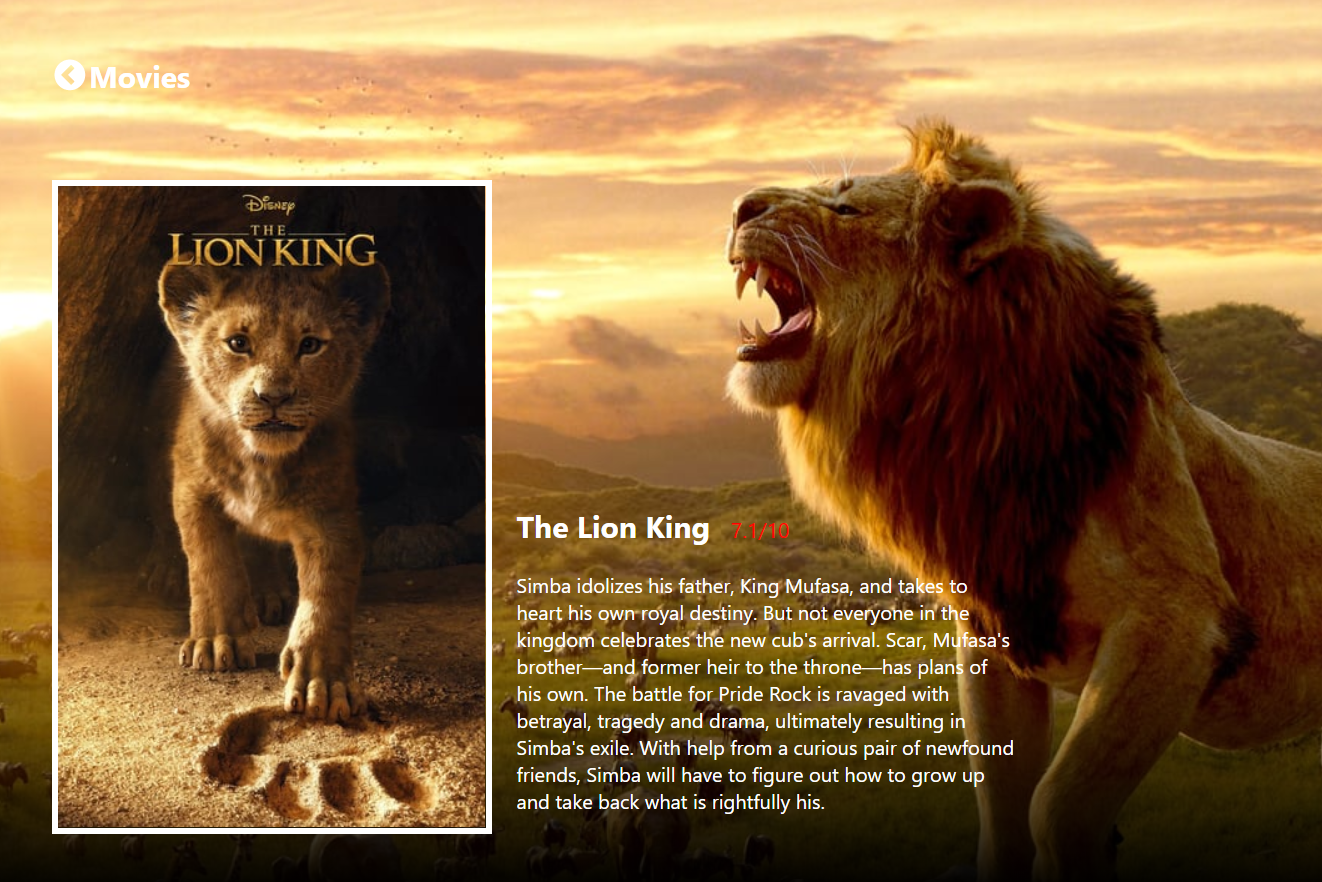 Movies
Disney
THE
LION KING
The Lion King 7.1/10
Simba idolizes his father, King Mufasa, and takes to
heart his own royal destiny. But not everyone in the
kingdom celebrates the new cub's arrival. Scar, Mufasa's
brother—and former heir to the throne—has plans of
his own. The battle for Pride Rock is ravaged with
betrayal, tragedy and drama, ultimately resulting in
Simba's exile. With help from a curious pair of newfound
friends, Simba will have to figure out how to grow up
and take back what is rightfully his.